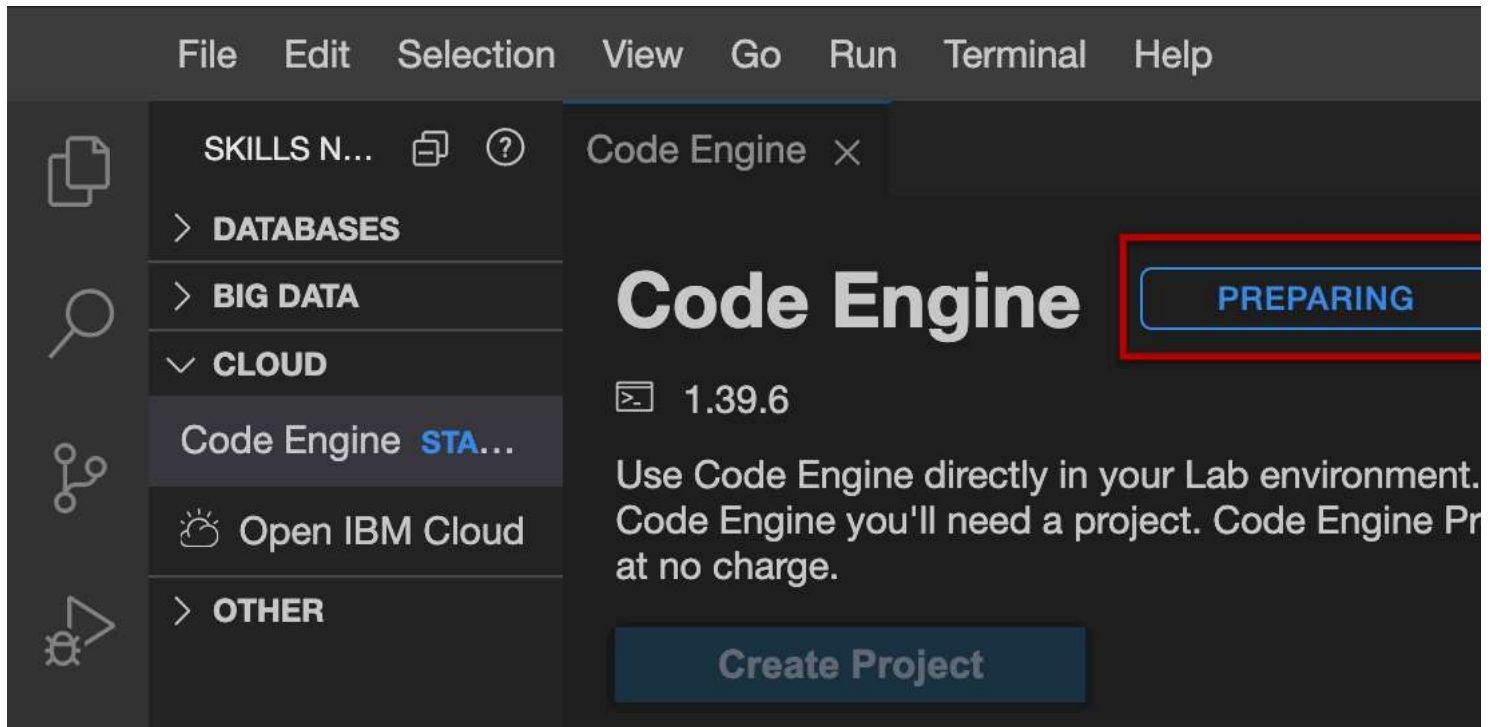 File Edit Selection View Go Run Terminal Help
SKILLS N...
DATABASES
BIG DATA
CLOUD
Code Engine STA...
Open IBM Cloud
OTHER
Code Engine
Code Engine PREPARING
1.39.6
Use Code Engine directly in your Lab environment.
Code Engine you'll need a project. Code Engine Pr
at no charge.
Create Project